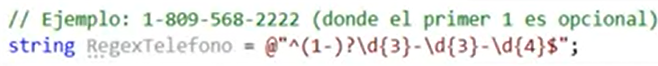 // Ejemplo: 1-809-568-2222 (donde el primer 1 es opcional)
string RegexTelefono = @"^(1-)?\d{3}-\d{3}-\d{4}$";